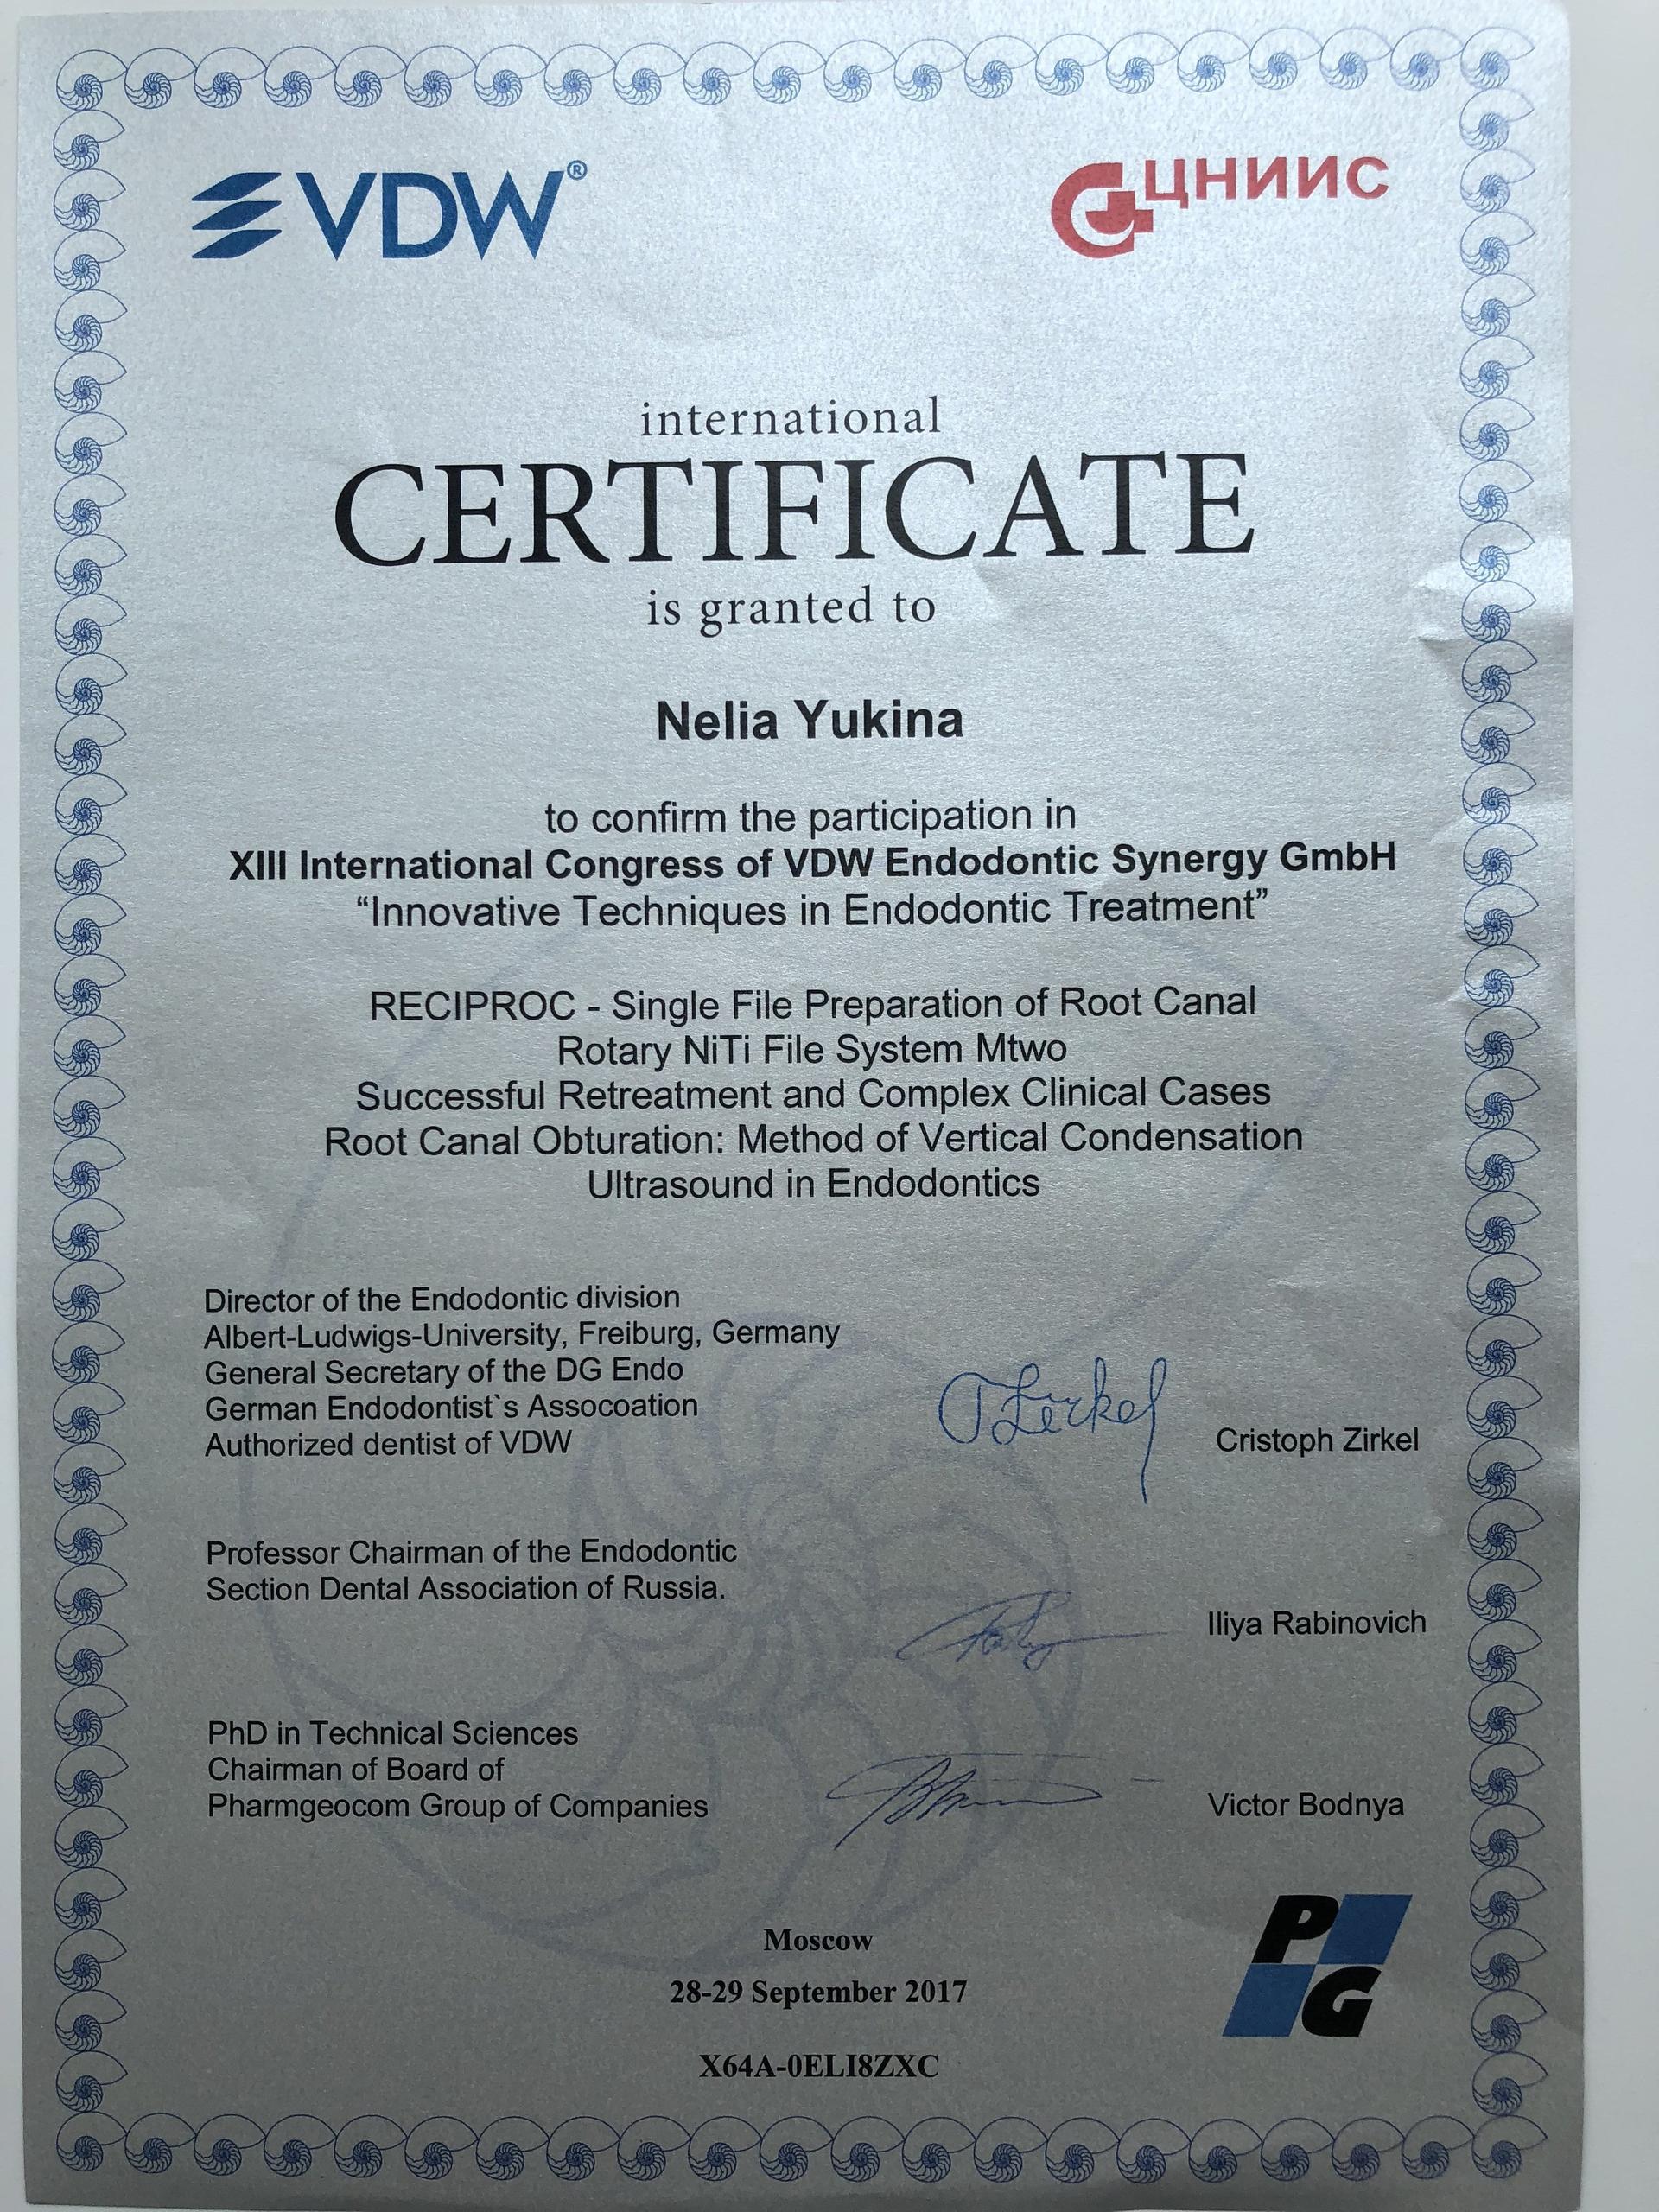 VDW®
ЦНИИС
international
CERTIFICATE
is granted to
Nelia Yukina
to confirm the participation in
XIII International Congress of VDW Endodontic Synergy GmbH
“Innovative Techniques in Endodontic Treatment”
RECIPROC - Single File Preparation of Root Canal
Rotary NiTi File System Mtwo
Successful Retreatment and Complex Clinical Cases
Root Canal Obturation: Method of Vertical Condensation
Ultrasound in Endodontics
Director of the Endodontic division
Albert-Ludwigs-University, Freiburg, Germany
General Secretary of the DG Endo
German Endodontist`s Assocoation
Authorized dentist of VDW
Cristoph Zirkel
Professor Chairman of the Endodontic
Section Dental Association of Russia.
Iliya Rabinovich
PhD in Technical Sciences
Chairman of Board of
Pharmgeocom Group of Companies
Victor Bodnya
Moscow
28-29 September 2017
X64A-0ELI8ZXC
P
G